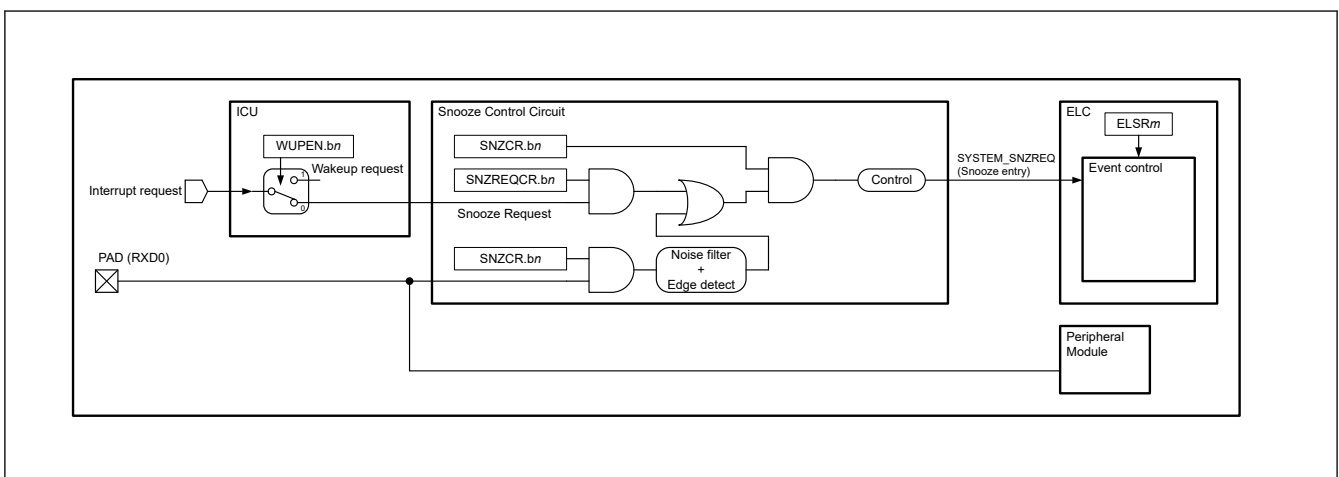 ICU
WUPEN.bn
1
Wakeup request
0
Interrupt request
PAD (RXD0)
Snooze Control Circuit
SNZCR.bn
SNZREQCR.bn
Snooze Request
SNZCR.bn
Noise filter
+
Edge detect
Control
SYSTEM_SNZREQ
(Snooze entry)
ELC
ELSRm
Event control
Peripheral
Module